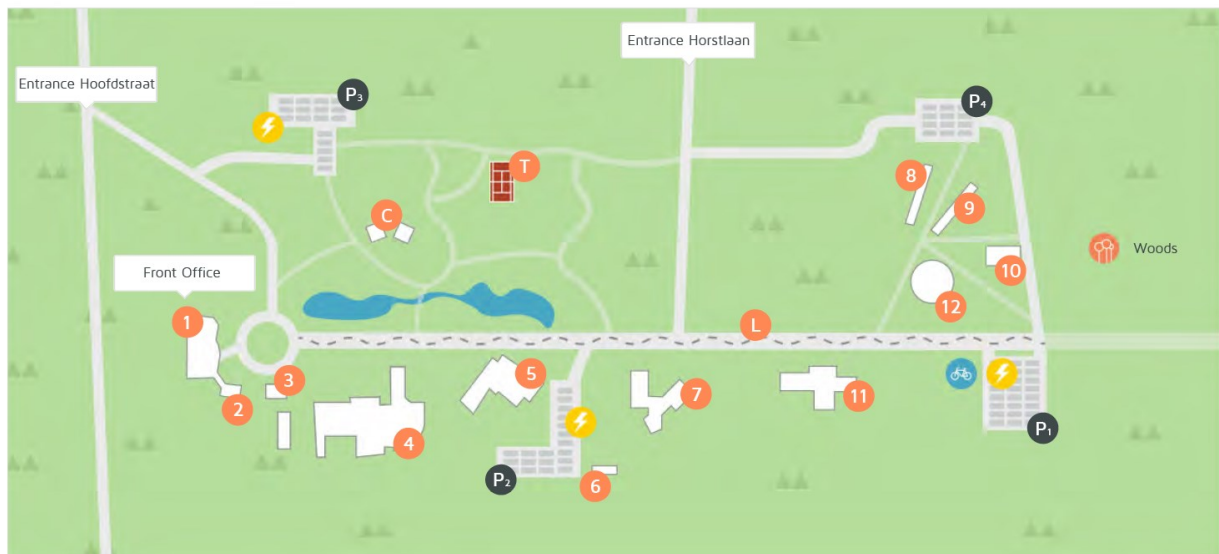 Entrance Horstlaan
Entrance Hoofdstraat
P3
P4
T
8
9
C
Woods
10
Front Office
12
1
L
3
5
2
7
11
4
P1
P2
6